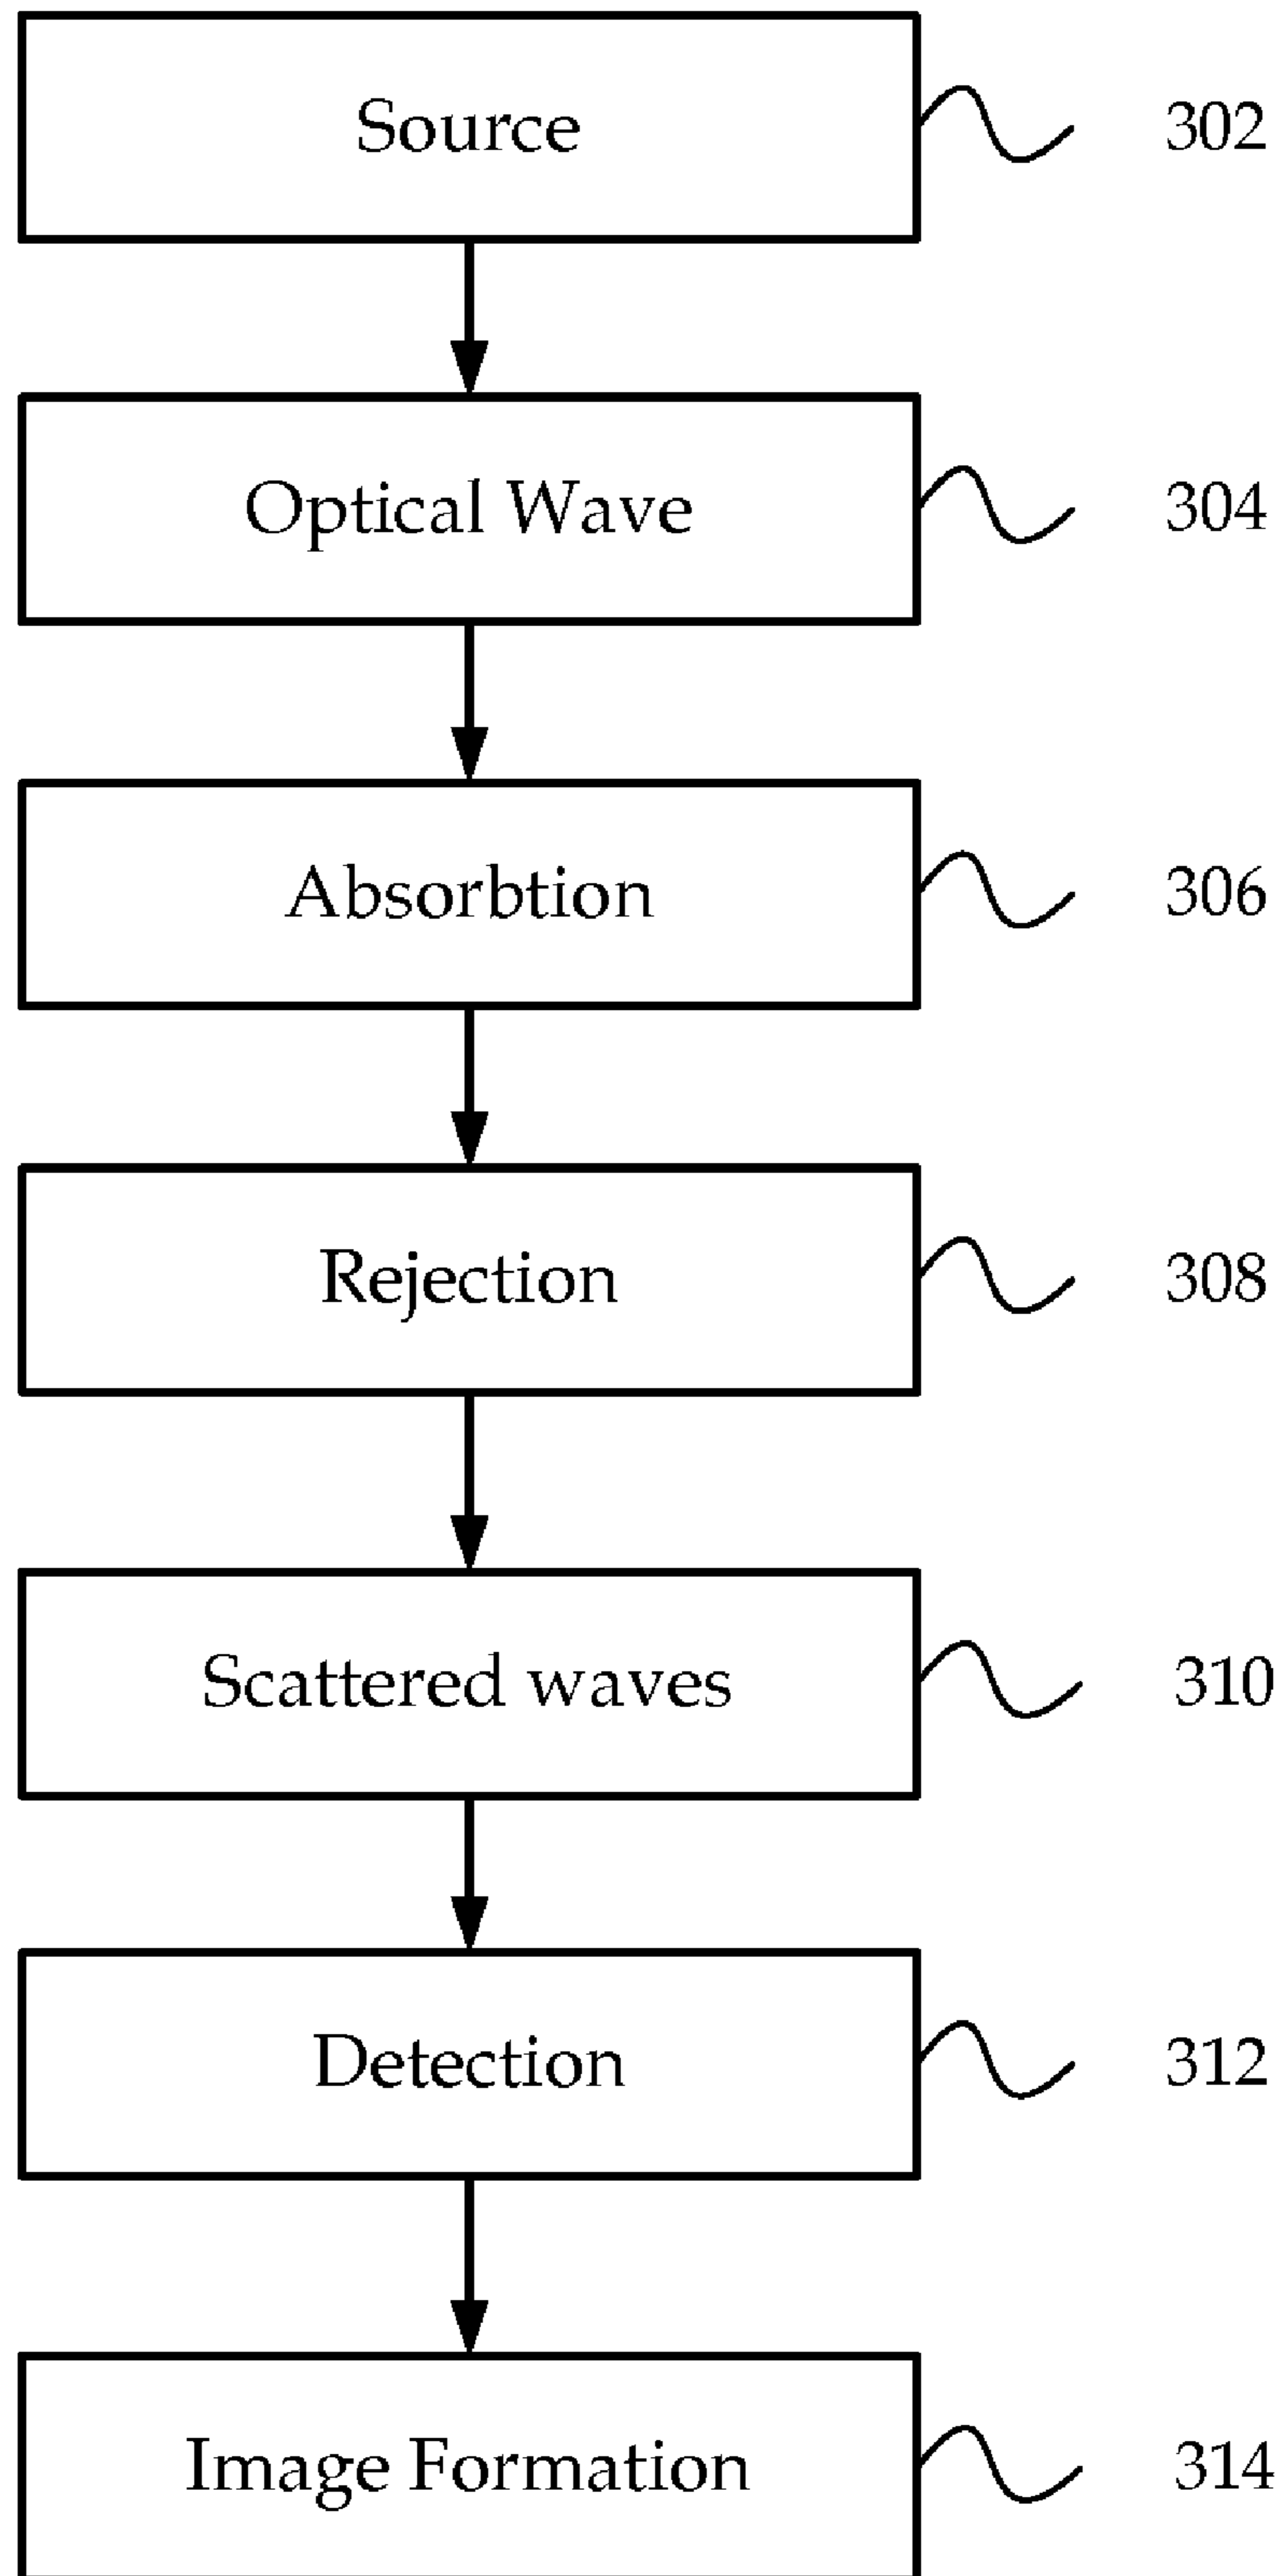 Source 302
Optical Wave 304
Absorbtion 306
Rejection 308
Scattered waves 310
Detection 312
Image Formation 314